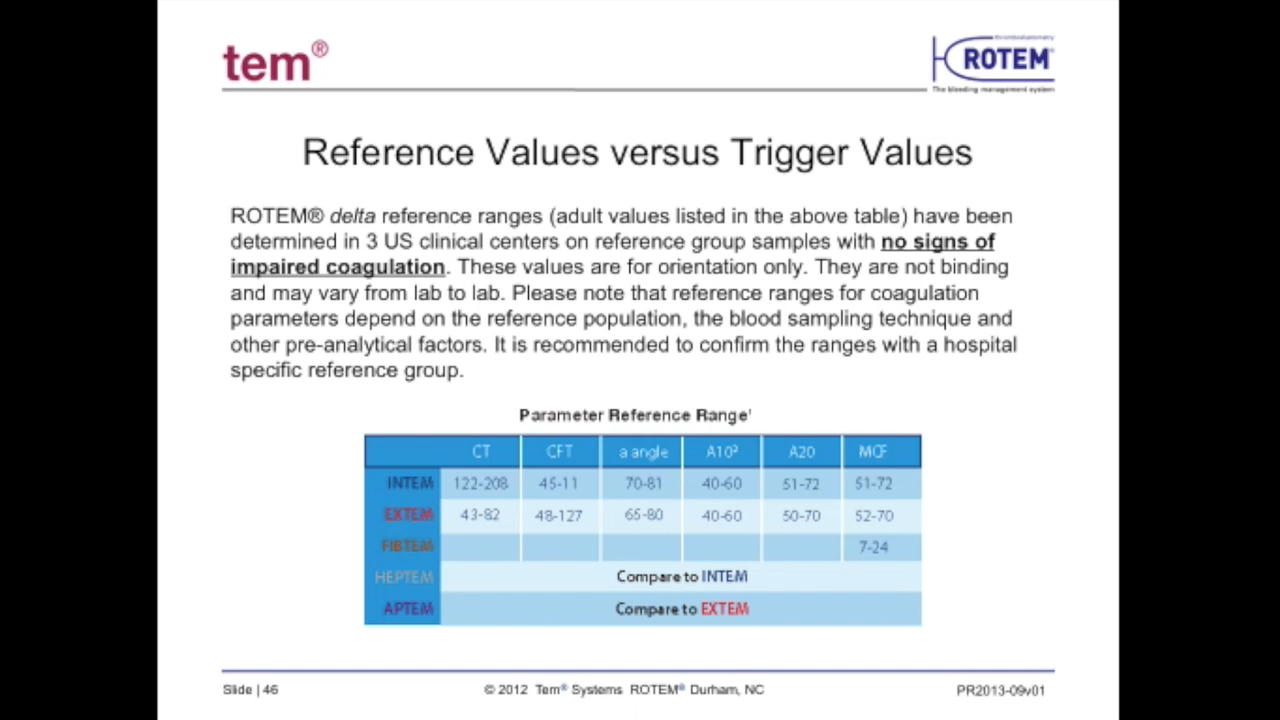 tem®
thromboelastometry
ROTEM®
The bleeding management system
Reference Values versus Trigger Values
ROTEM® delta reference ranges (adult values listed in the above table) have been
determined in 3 US clinical centers on reference group samples with no signs of
impaired coagulation. These values are for orientation only. They are not binding
and may vary from lab to lab. Please note that reference ranges for coagulation
parameters depend on the reference population, the blood sampling technique and
other pre-analytical factors. It is recommended to confirm the ranges with a hospital
specific reference group.
Parameter Reference Range¹
CT CFT a angle A10² A20 MCF
INTEM 122-208 45-11 70-81 40-60 51-72 51-72
EXTEM 43-82 48-127 65-80 40-60 50-70 52-70
FIBTEM 7-24
HEPTEM Compare to INTEM
APTEM Compare to EXTEM
Slide | 46 © 2012 Tem® Systems ROTEM® Durham, NC PR2013-09v01